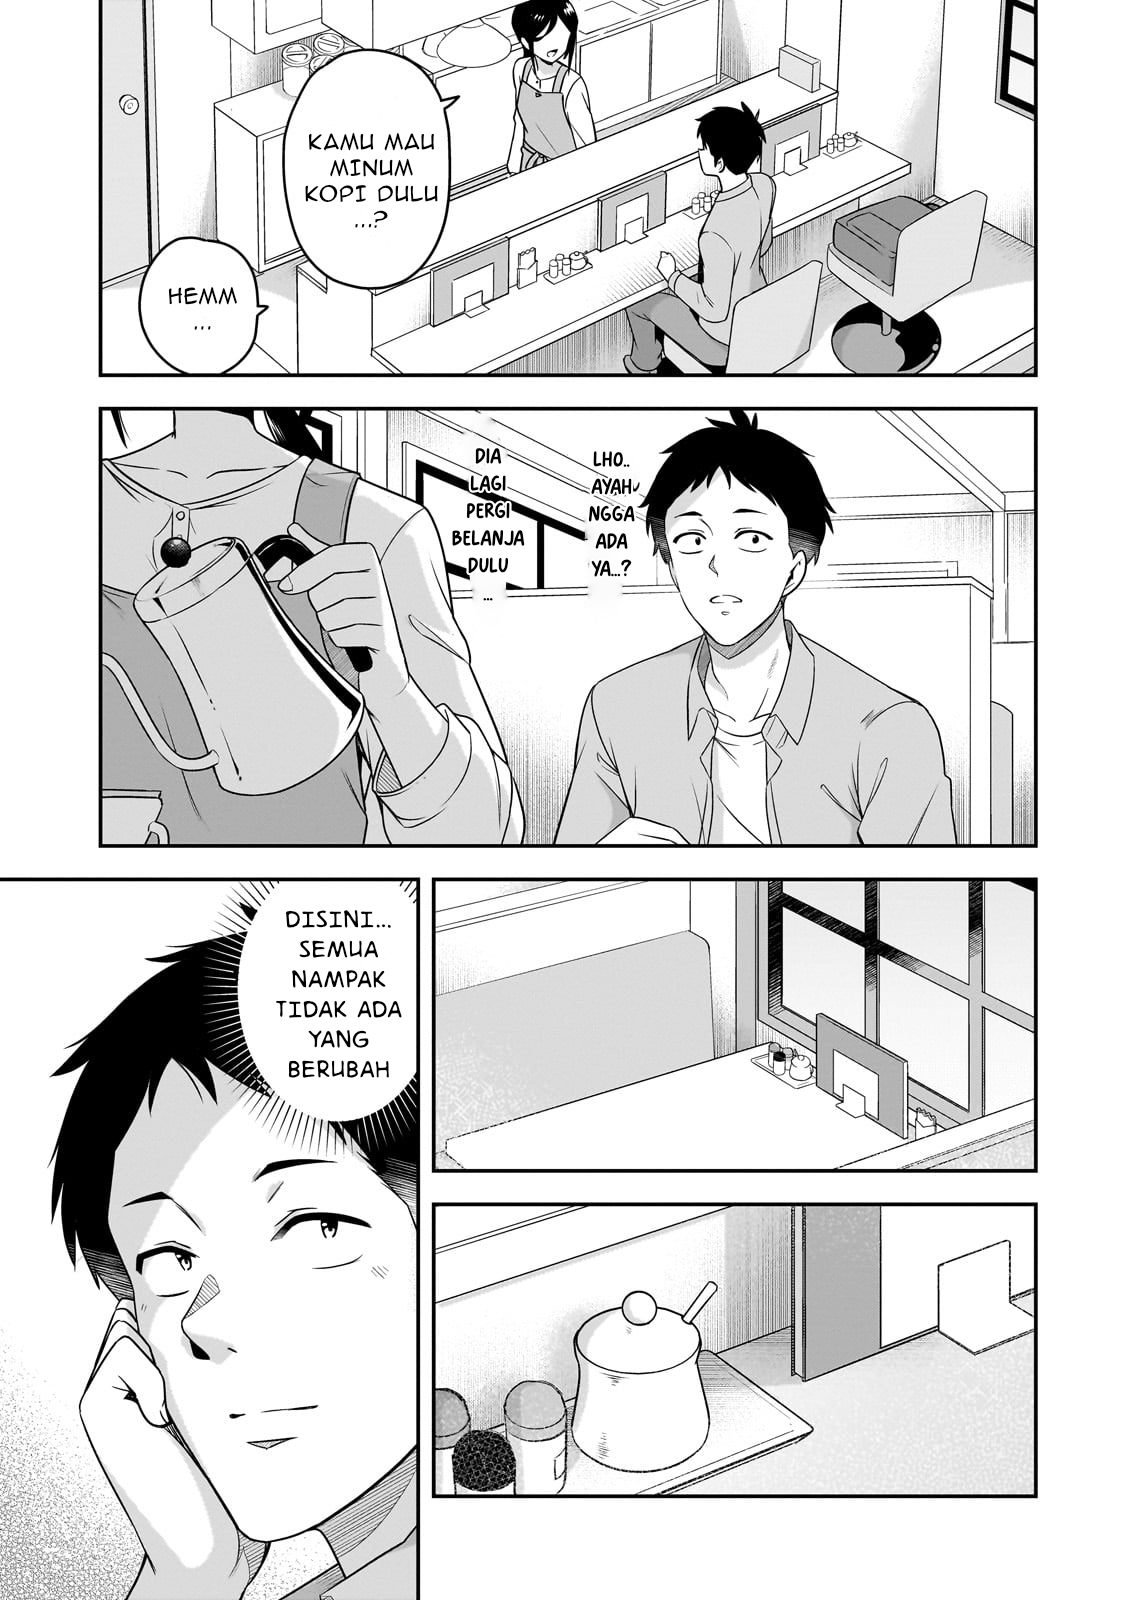 KAMU MAU
MINUM
KOPI DULU
...?
HEMM
...
LHO..
AYAH
NGGA
ADA
YA...?
DIA
LAGI
PERGI
BELANJA
DULU
...
DISINI...
SEMUA
NAMPAK
TIDAK ADA
YANG
BERUBAH